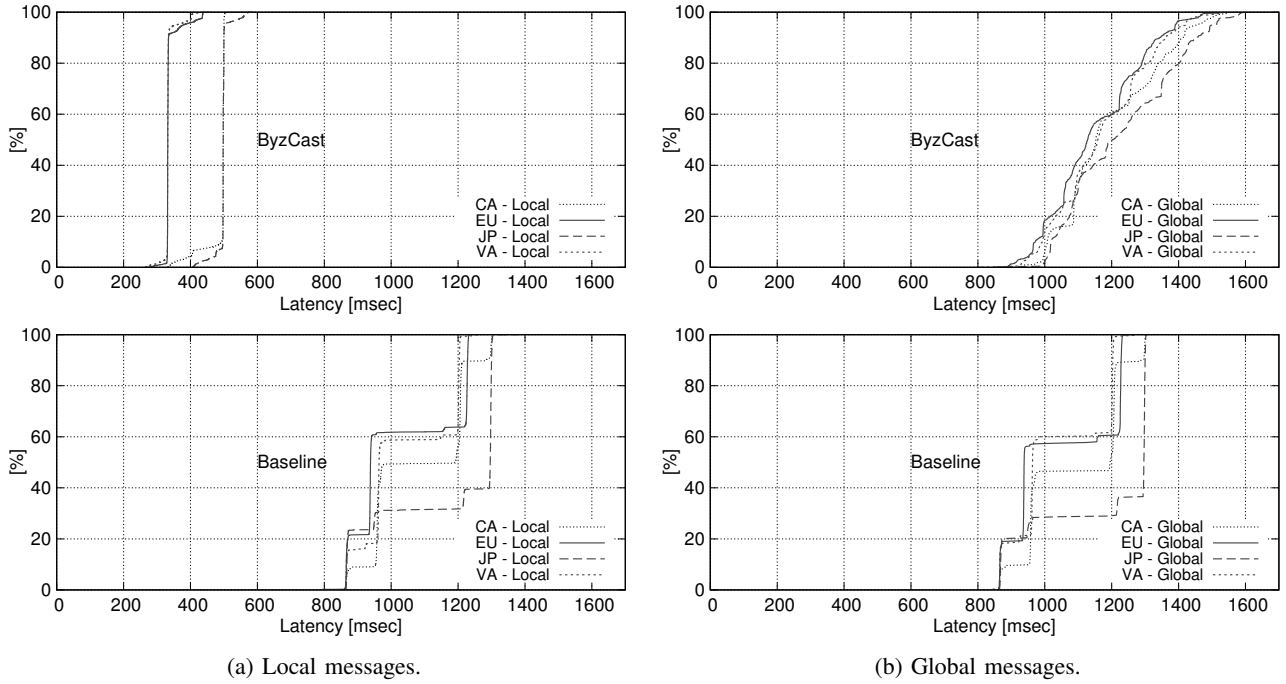 100
80
60
40
20
0
[%]
ByzCast
CA - Local
EU - Local
JP - Local
VA - Local
0 200 400 600 800 1000 1200 1400 1600
Latency [msec]
100
80
60
40
20
0
[%]
ByzCast
CA - Global
EU - Global
JP - Global
VA - Global
0 200 400 600 800 1000 1200 1400 1600
Latency [msec]
100
80
60
40
20
0
[%]
Baseline
CA - Local
EU - Local
JP - Local
VA - Local
0 200 400 600 800 1000 1200 1400 1600
Latency [msec]
(a) Local messages.
100
80
60
40
20
0
[%]
Baseline
CA - Global
EU - Global
JP - Global
VA - Global
0 200 400 600 800 1000 1200 1400 1600
Latency [msec]
(b) Global messages.